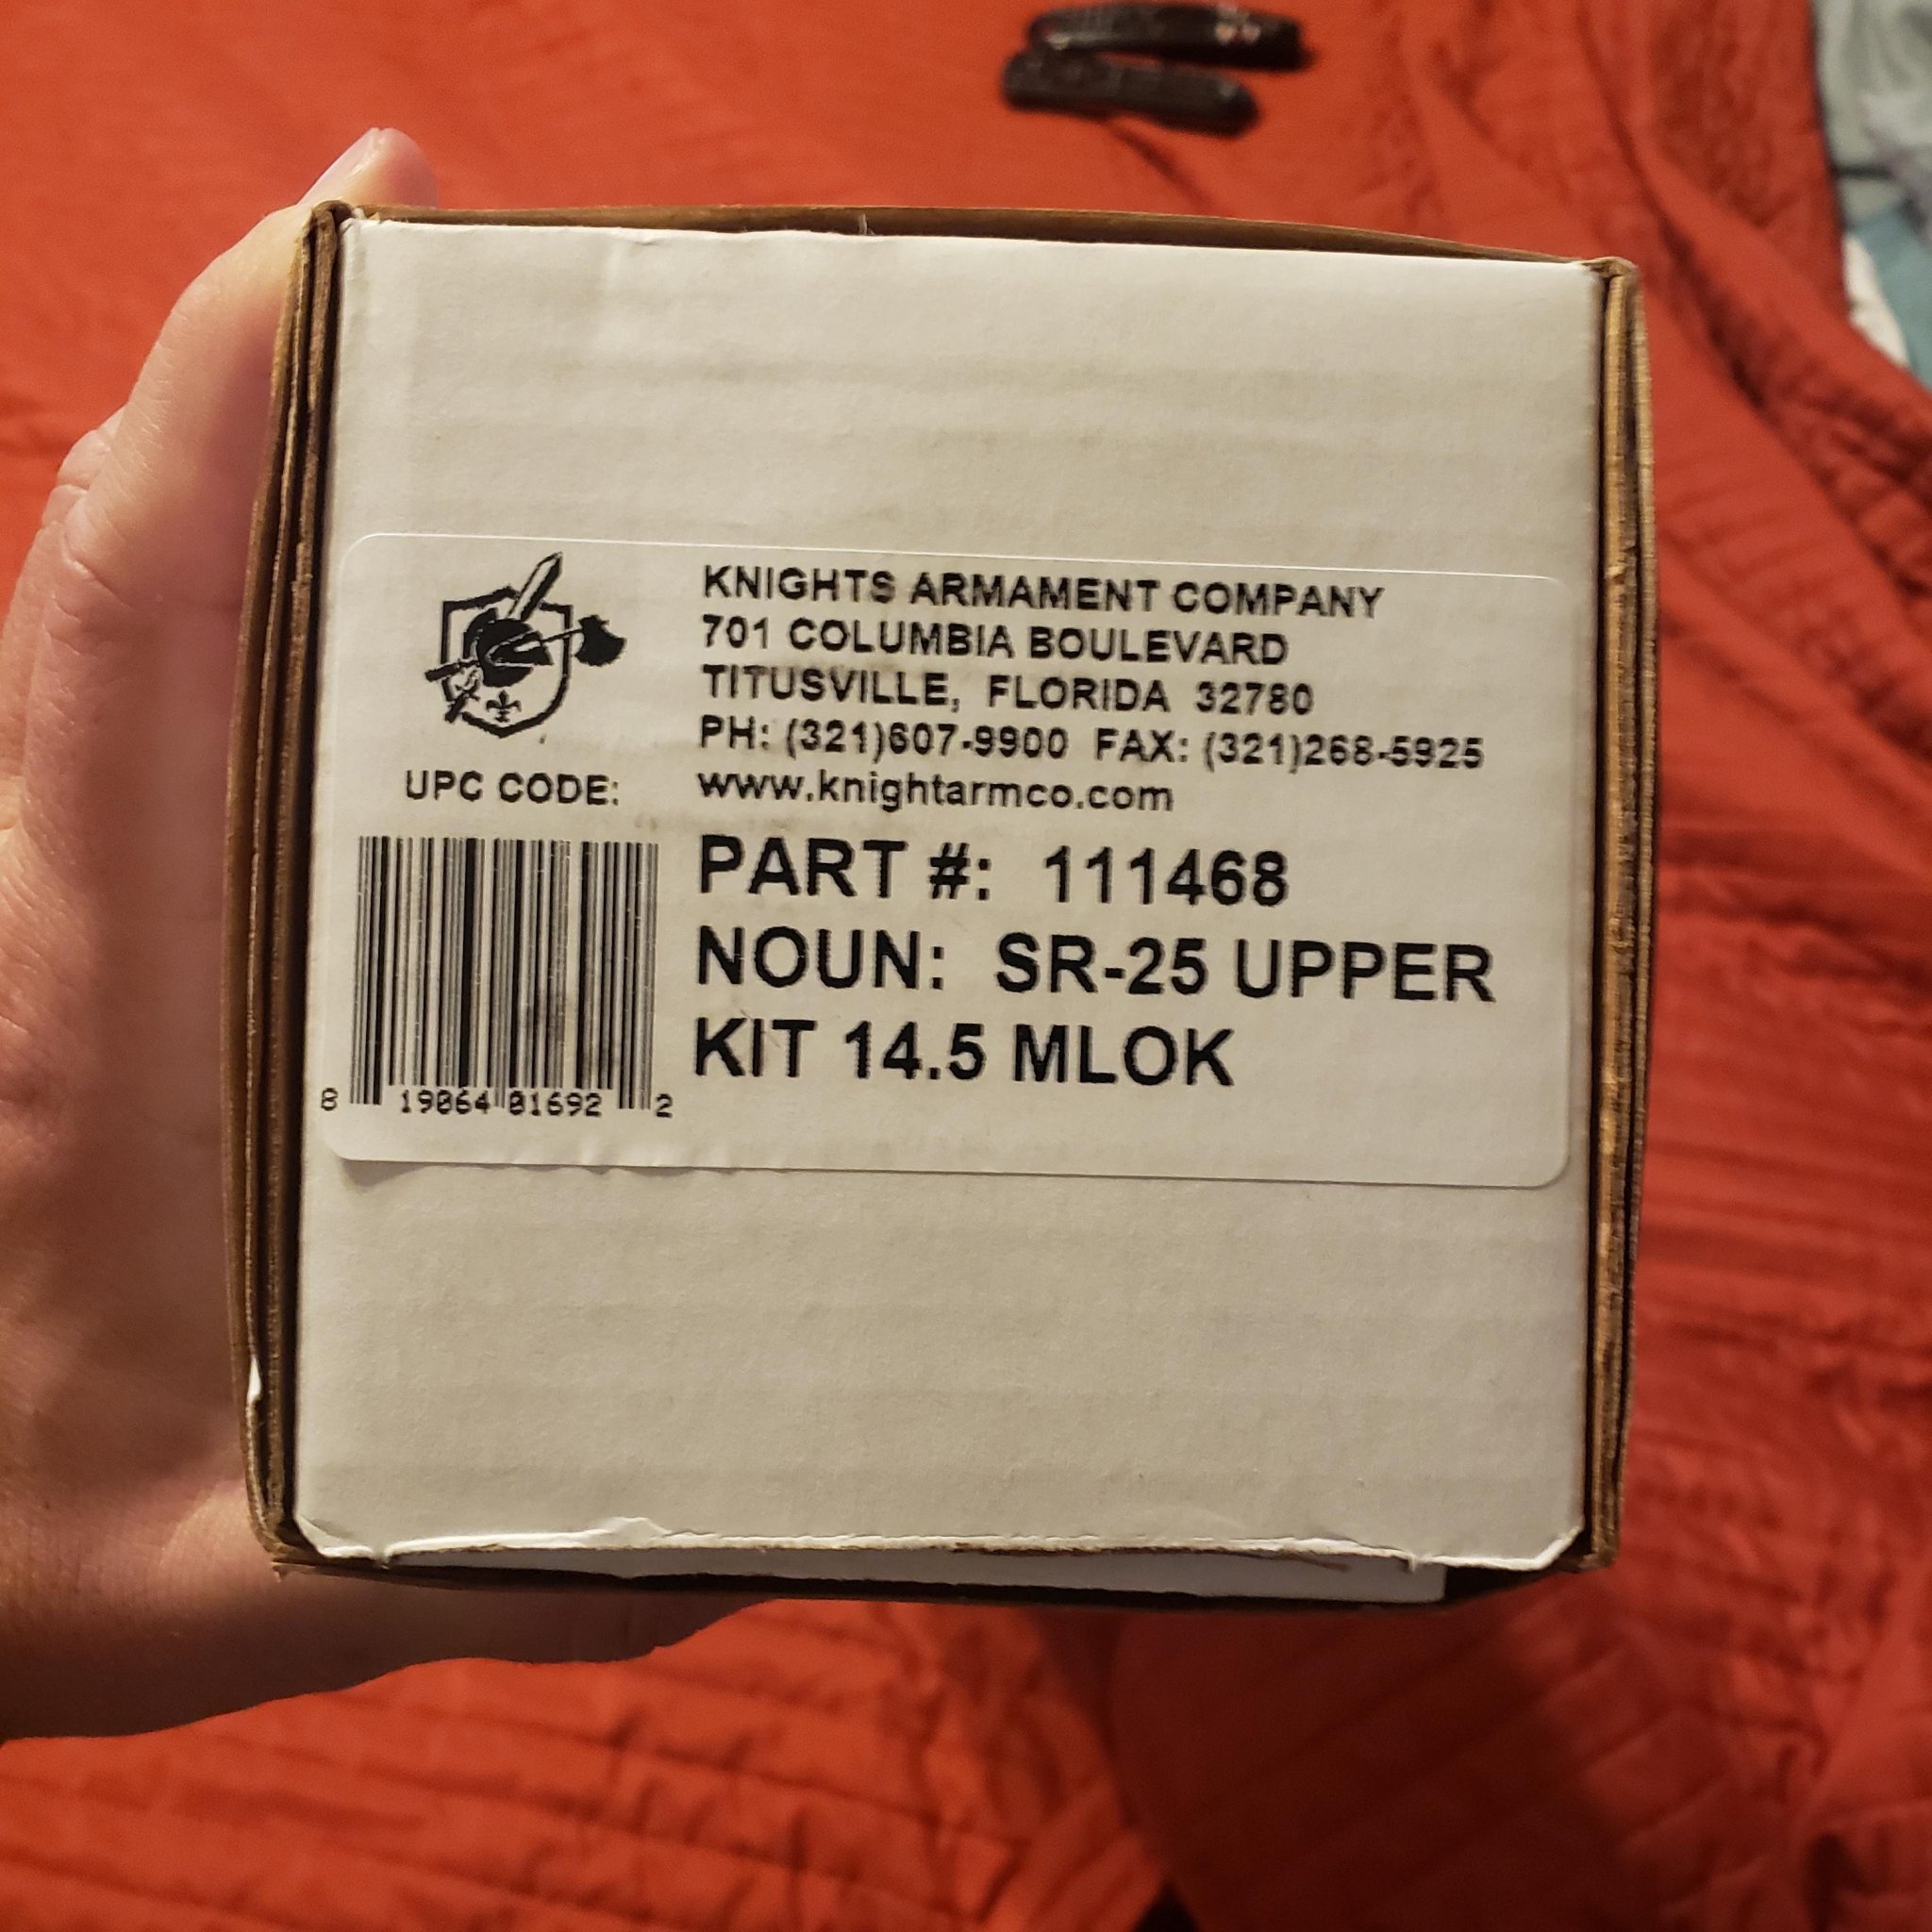 KNIGHTS ARMAMENT COMPANY
701 COLUMBIA BOULEVARD
TITUSVILLE, FLORIDA 32780
PH: (321)607-9900 FAX: (321)268-5925
www.knightarmco.com
UPC CODE:
8 19064 01692 2
PART #: 111468
NOUN: SR-25 UPPER
KIT 14.5 MLOK